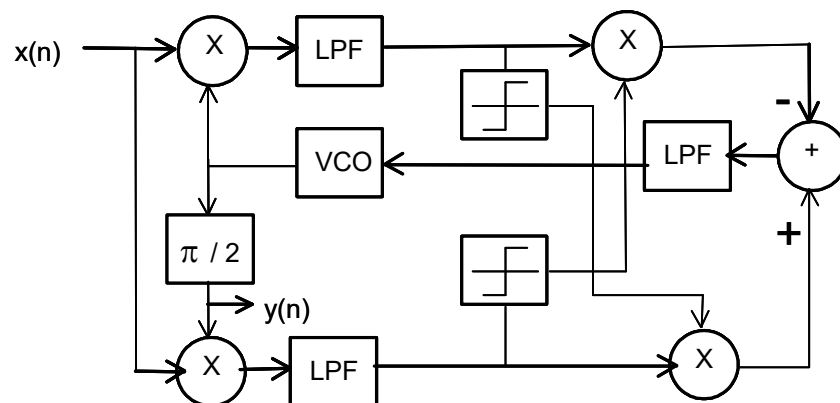 x(n)
X
LPF
X
-
VCO
LPF
+
π / 2
+
y(n)
X
LPF
X